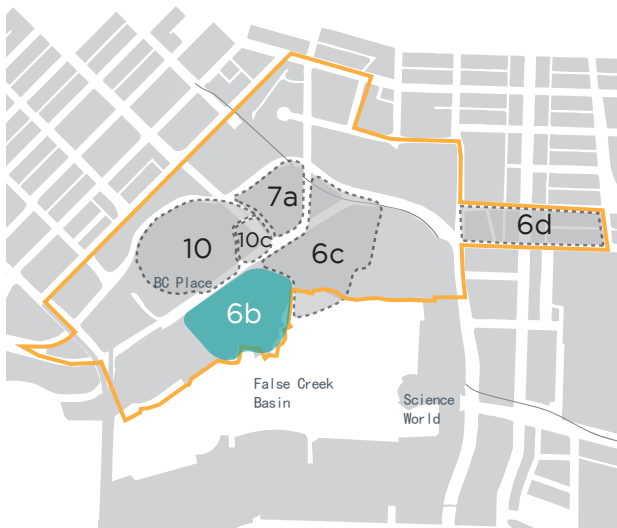 7a
6d
10
10c
6c
BC Place
6b
False Creek
Basin
Science
World